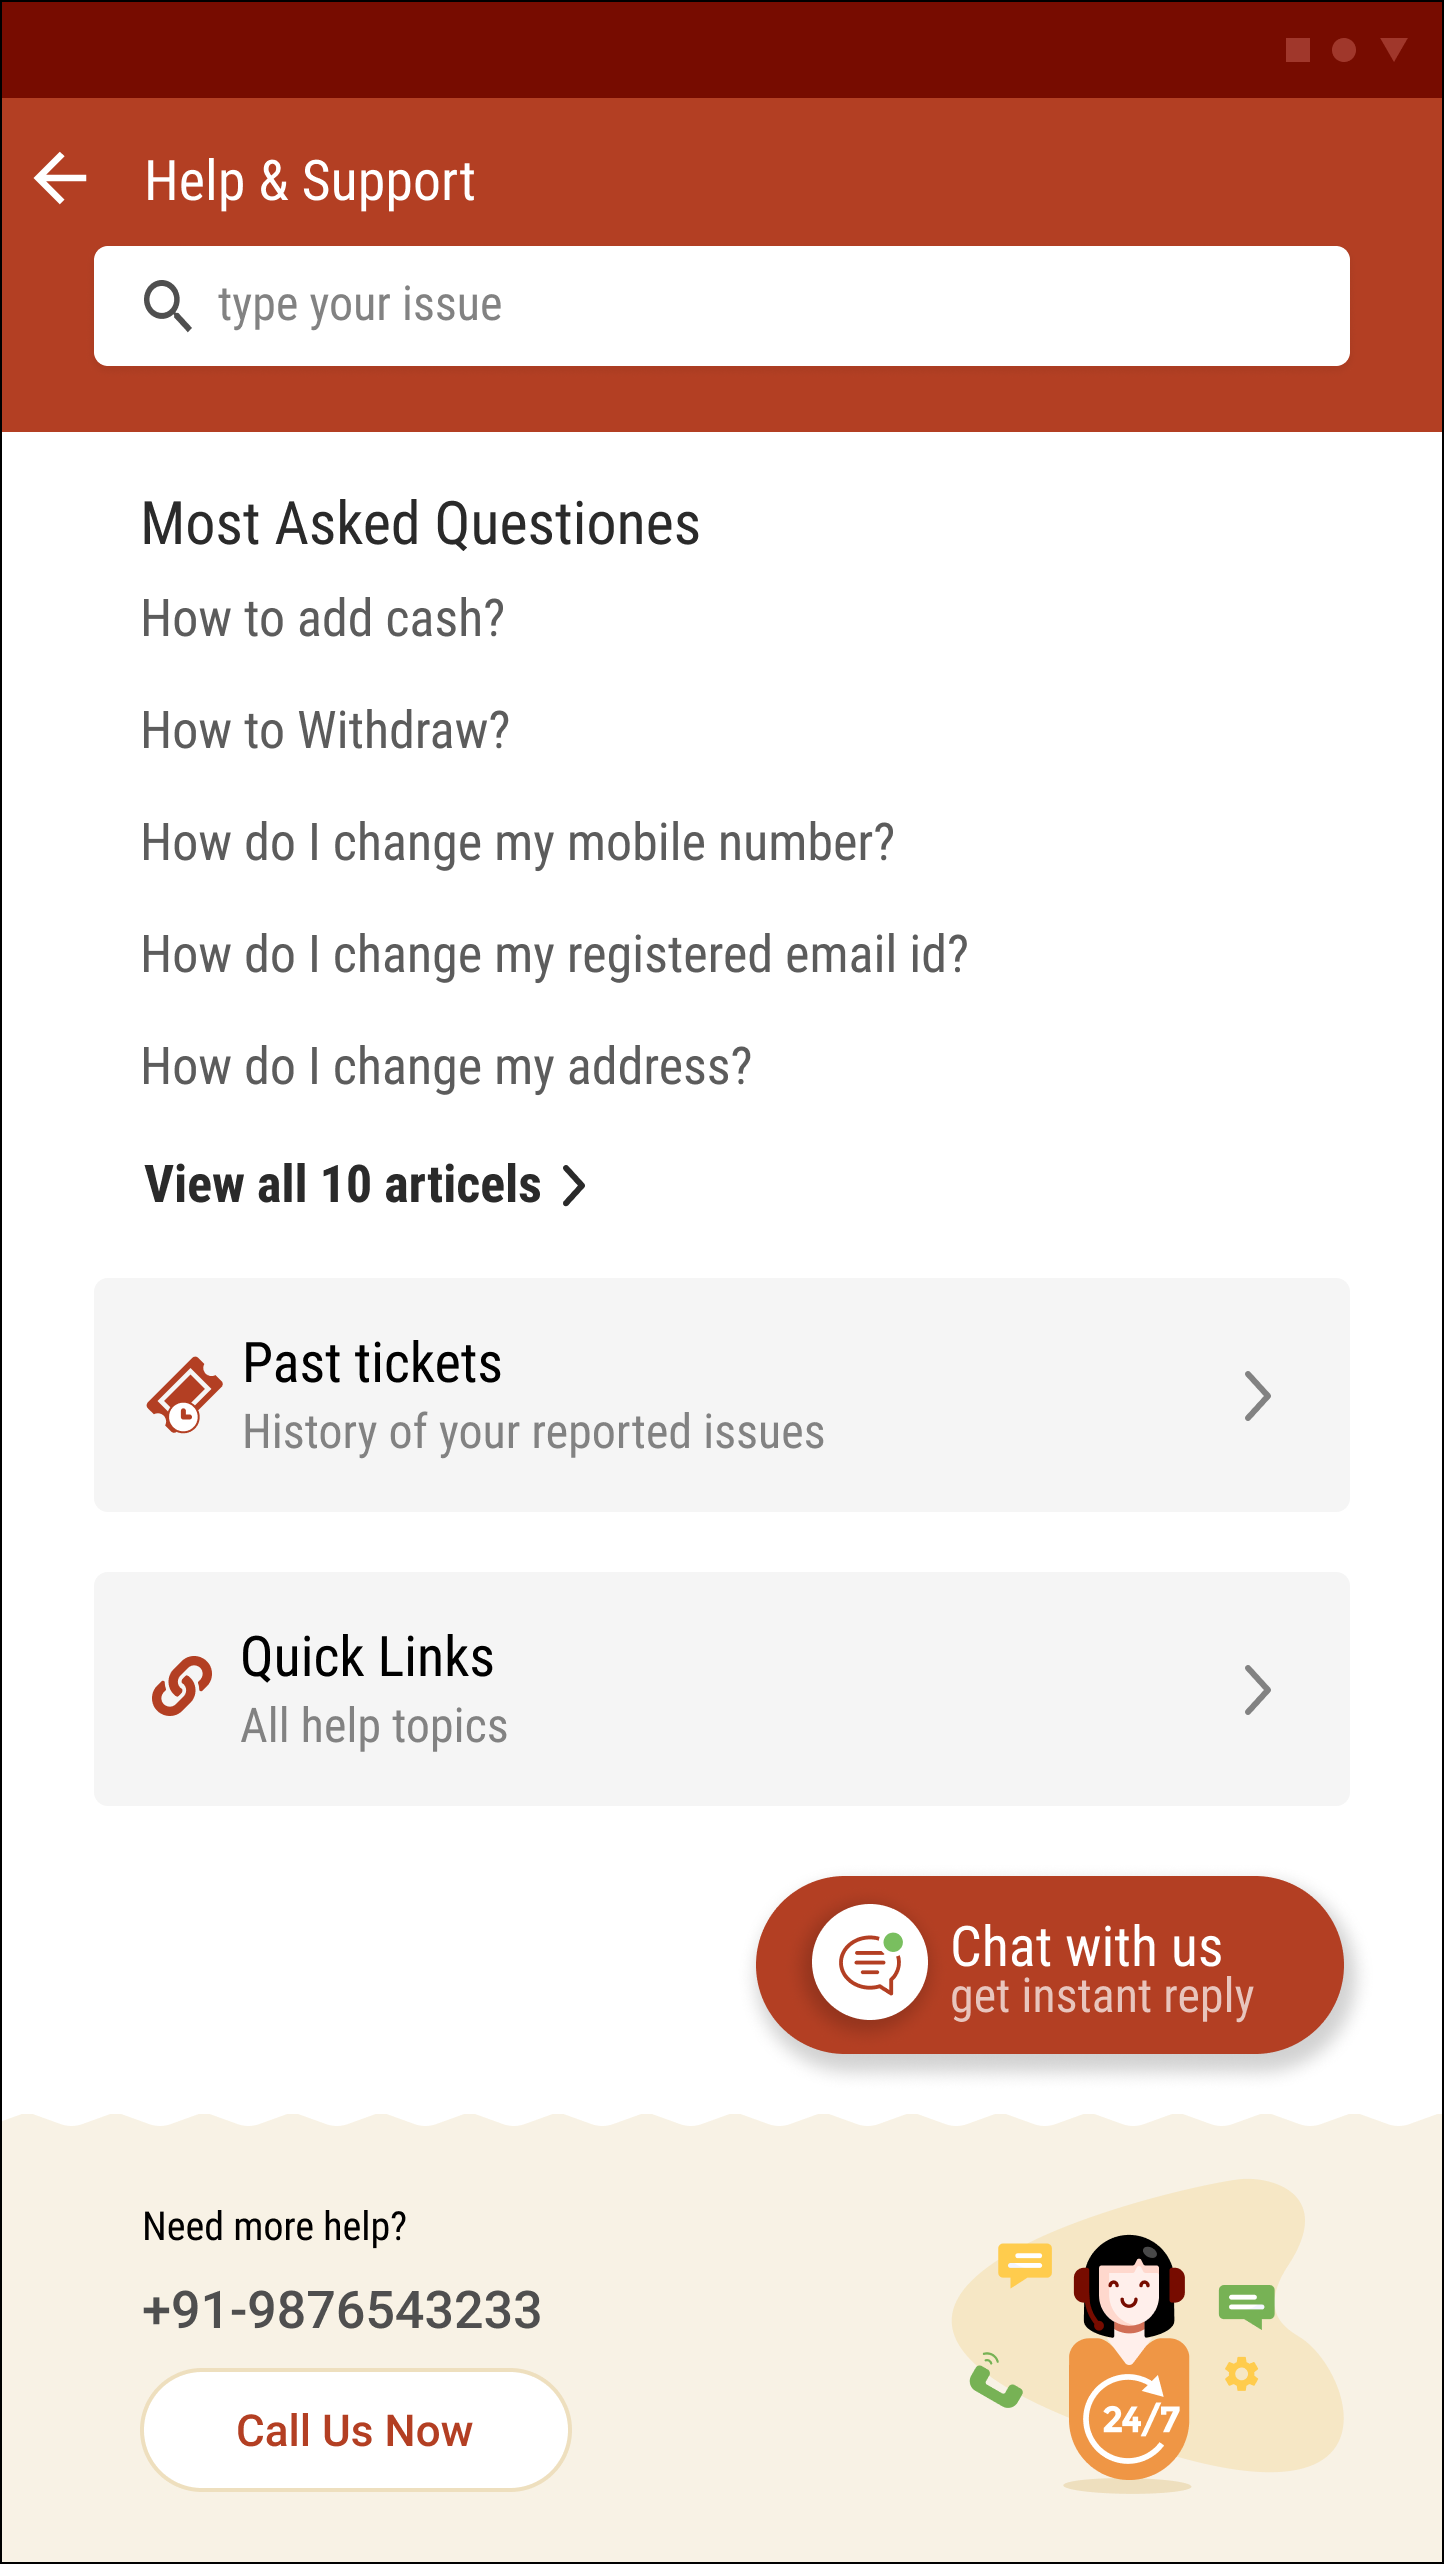 Help & Support
type your issue
Most Asked Questiones
How to add cash?
How to Withdraw?
How do I change my mobile number?
How do I change my registered email id?
How do I change my address?
View all 10 articels
Past tickets
History of your reported issues
Quick Links
All help topics
Chat with us
get instant reply
Need more help?
+91-9876543233
Call Us Now
24/7